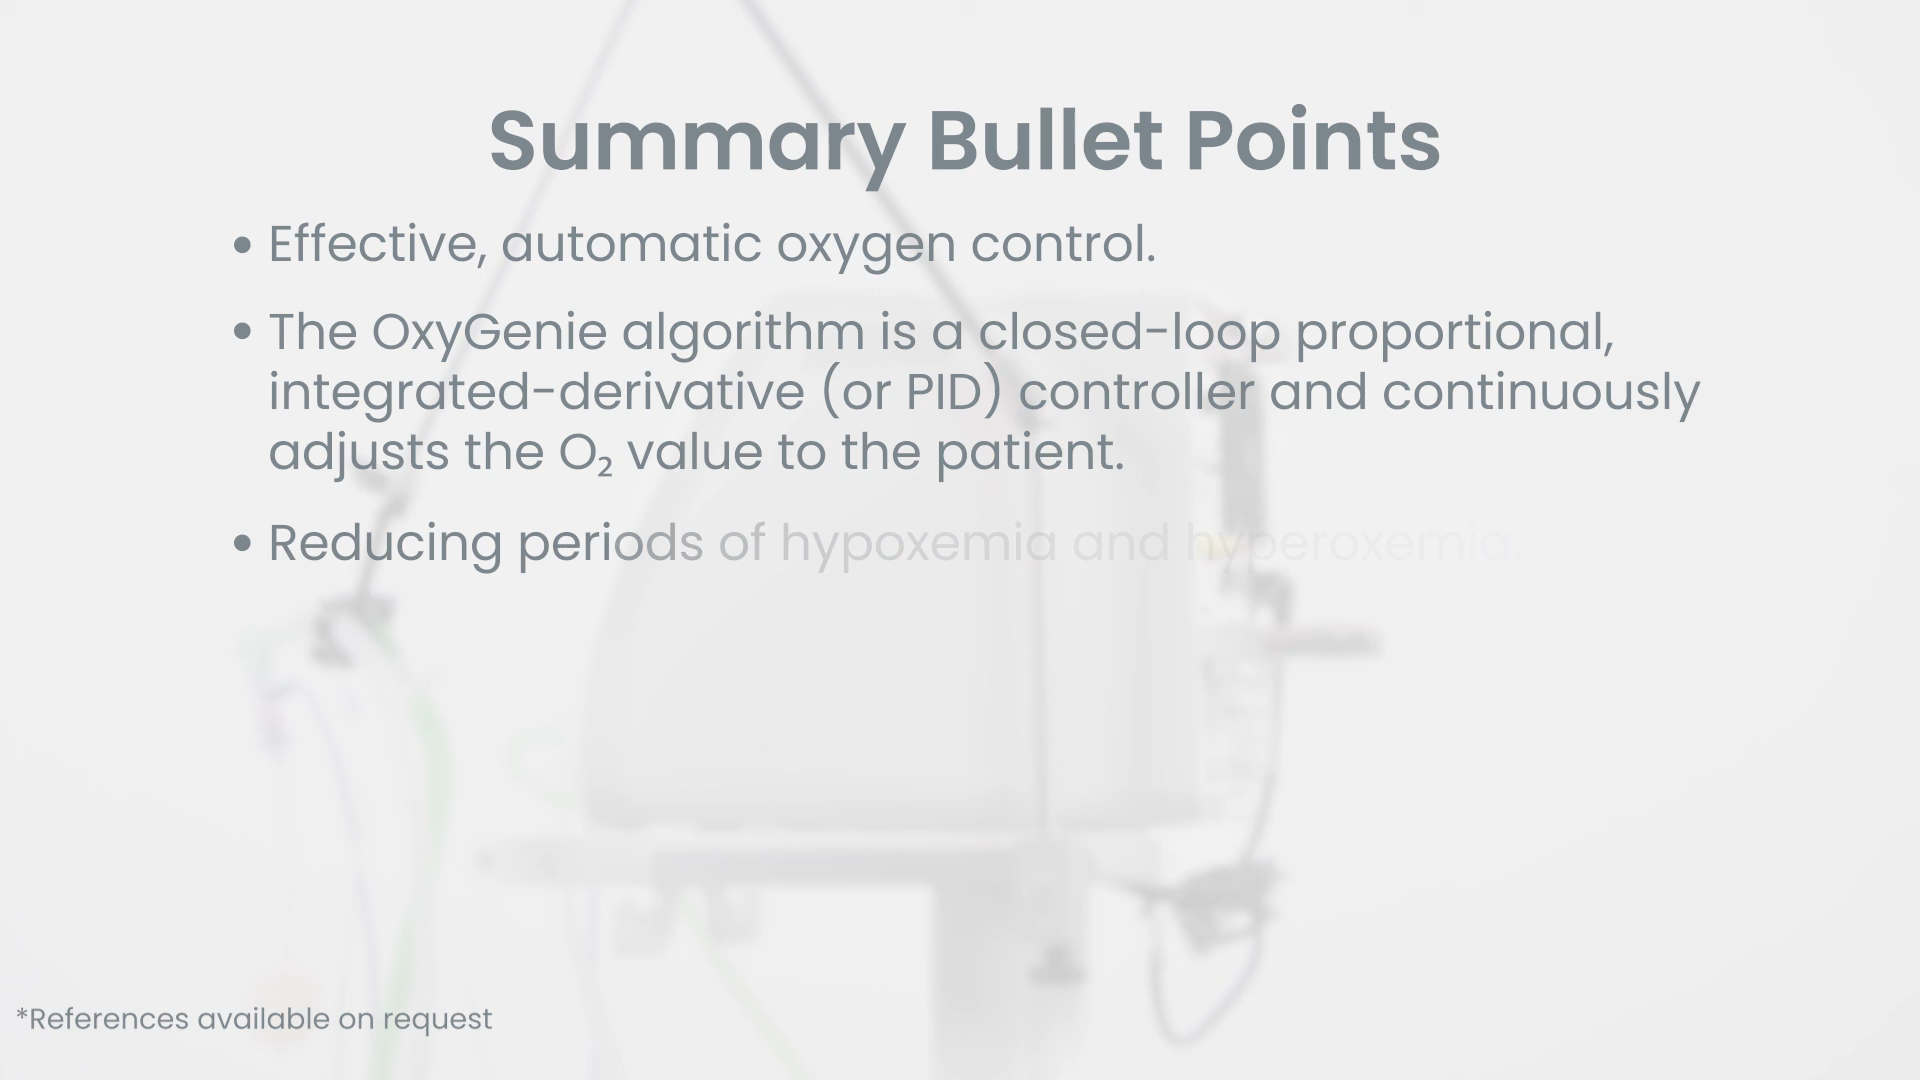 Summary Bullet Points
• Effective, automatic oxygen control.
• The OxyGenie algorithm is a closed-loop proportional,
integrated-derivative (or PID) controller and continuously
adjusts the O₂ value to the patient.
• Reducing periods of hypoxemia and hyperoxemia.
*References available on request